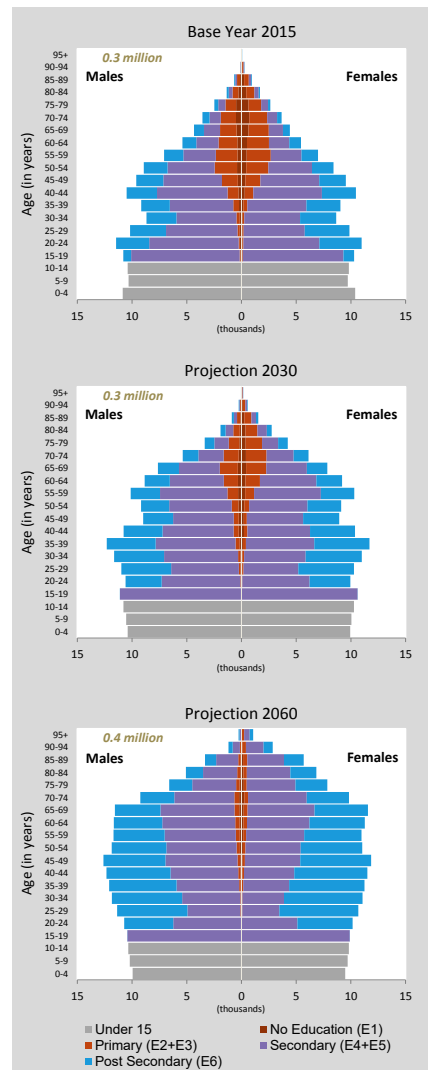 Base Year 2015
0.3 million
Males
Females
Age (in years)
95+
90-94
85-89
80-84
75-79
70-74
65-69
60-64
55-59
50-54
45-49
40-44
35-39
30-34
25-29
20-24
15-19
10-14
5-9
0-4
15 10 5 0 5 10 15
(thousands)
Projection 2030
0.3 million
Males
Females
Age (in years)
95+
90-94
85-89
80-84
75-79
70-74
65-69
60-64
55-59
50-54
45-49
40-44
35-39
30-34
25-29
20-24
15-19
10-14
5-9
0-4
15 10 5 0 5 10 15
(thousands)
Projection 2060
0.4 million
Males
Females
Age (in years)
95+
90-94
85-89
80-84
75-79
70-74
65-69
60-64
55-59
50-54
45-49
40-44
35-39
30-34
25-29
20-24
15-19
10-14
5-9
0-4
15 10 5 0 5 10 15
(thousands)
Under 15 No Education (E1)
Primary (E2+E3) Secondary (E4+E5)
Post Secondary (E6)